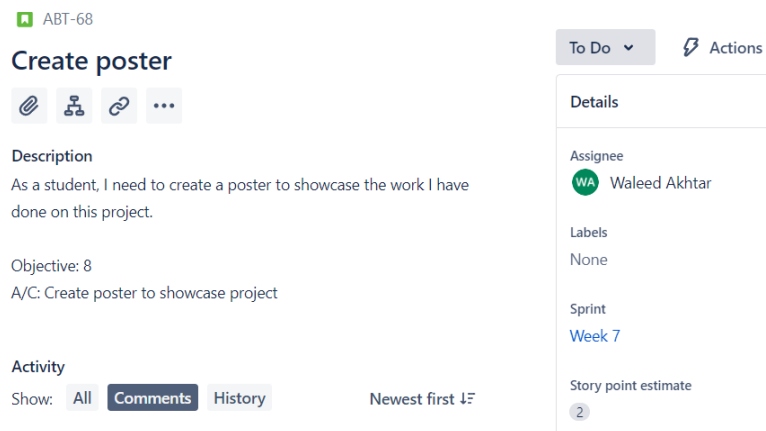 ABT-68
Create poster
Description
As a student, I need to create a poster to showcase the work I have
done on this project.
Objective: 8
A/C: Create poster to showcase project
Activity
Show: All Comments History Newest first
To Do Actions
Details
Assignee
WA Waleed Akhtar
Labels
None
Sprint
Week 7
Story point estimate
2